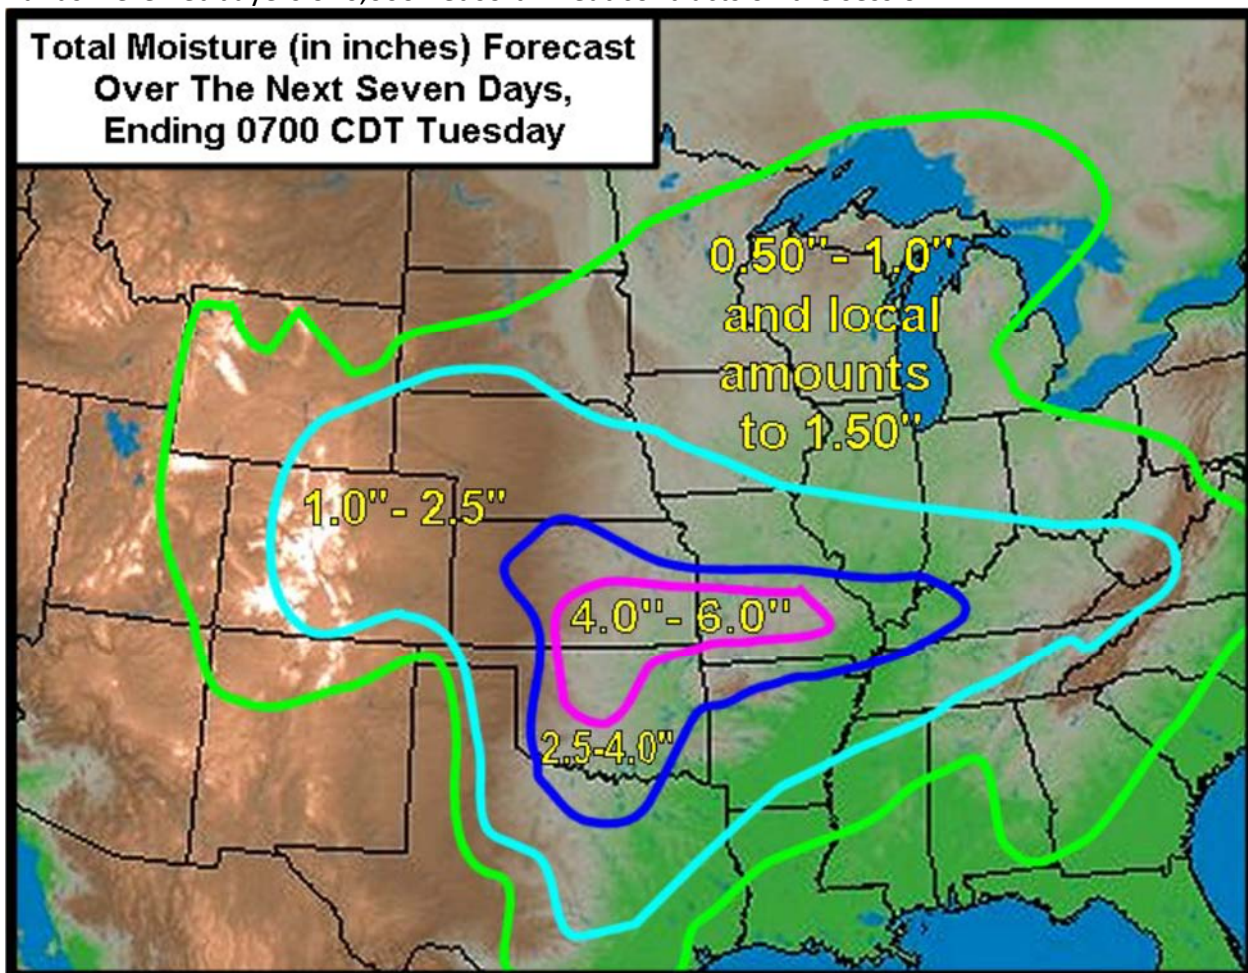 Total Moisture (in inches) Forecast
Over The Next Seven Days,
Ending 0700 CDT Tuesday
0.50"- 1.0"
and local
amounts
to 1.50"
1.0"- 2.5"
4.0"- 6.0"
2.5-4.0"